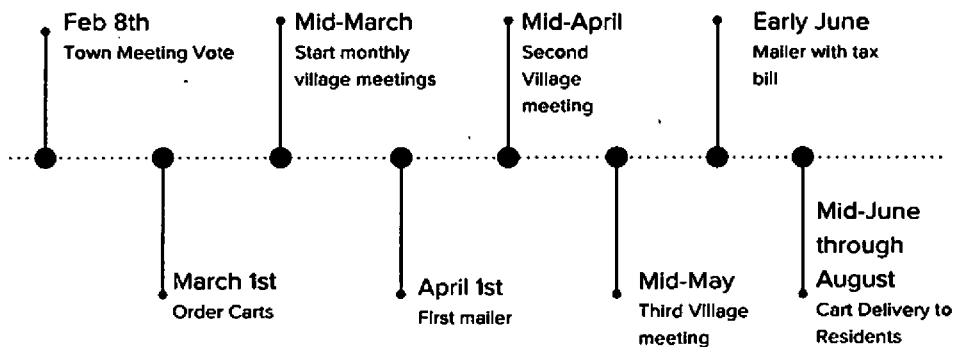 Feb 8th
Town Meeting Vote
Mid-March
Start monthly
village meetings
Mid-April
Second
Village
meeting
Early June
Mailer with tax
bill
March 1st
Order Carts
April 1st
First mailer
Mid-May
Third Village
meeting
Mid-June
through
August
Cart Delivery to
Residents